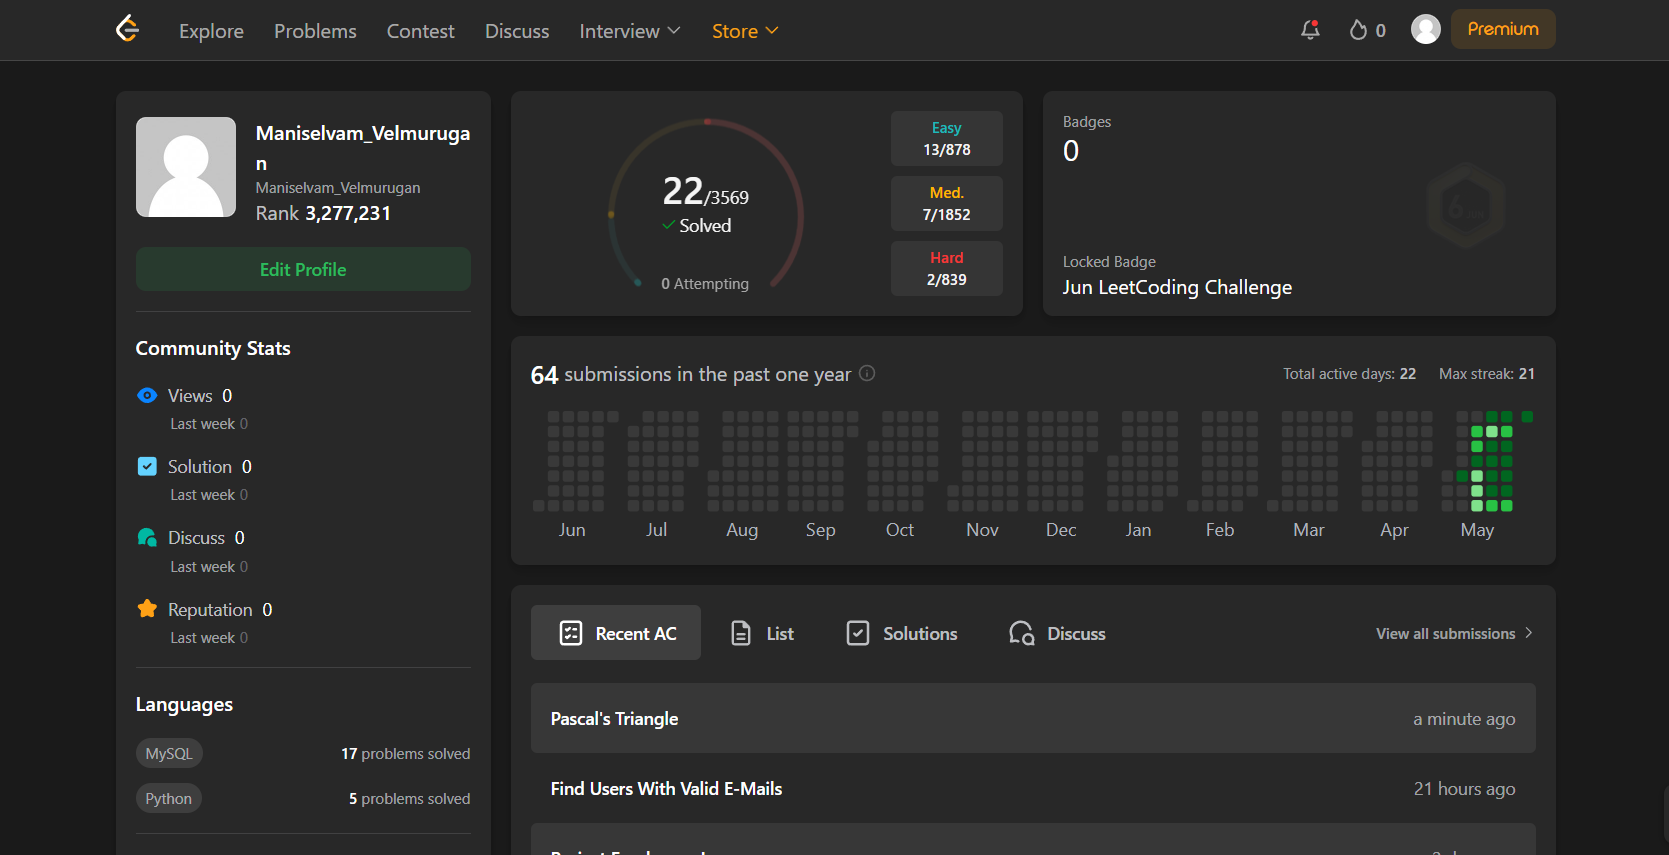 Explore Problems Contest Discuss Interview Store 0 Premium
Maniselvam_Velmuruga
n
Maniselvam_Velmurugan
Rank 3,277,231
Edit Profile
Community Stats
Views 0
Last week 0
Solution 0
Last week 0
Discuss 0
Last week 0
Reputation 0
Last week 0
Languages
MySQL 17 problems solved
Python 5 problems solved
22/3569
Solved
0 Attempting
Easy
13/878
Med.
7/1852
Hard
2/839
Badges
0
Locked Badge
Jun LeetCoding Challenge
64 submissions in the past one year Total active days: 22 Max streak: 21
Jun Jul Aug Sep Oct Nov Dec Jan Feb Mar Apr May
Recent AC List Solutions Discuss View all submissions
Pascal's Triangle a minute ago
Find Users With Valid E-Mails 21 hours ago